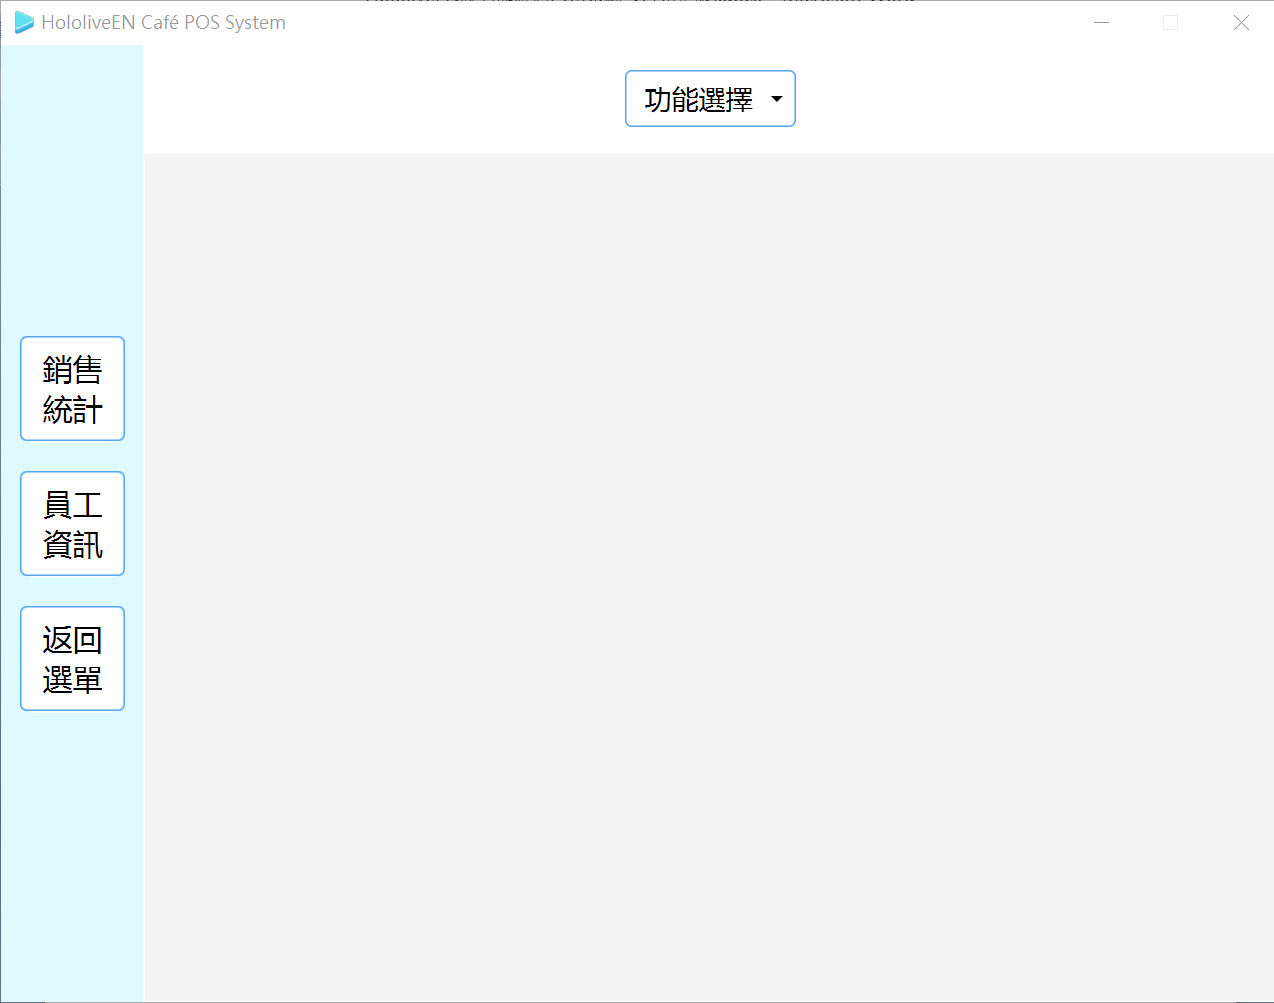 HololiveEN Café POS System
功能選擇
銷售
統計
員工
資訊
返回
選單